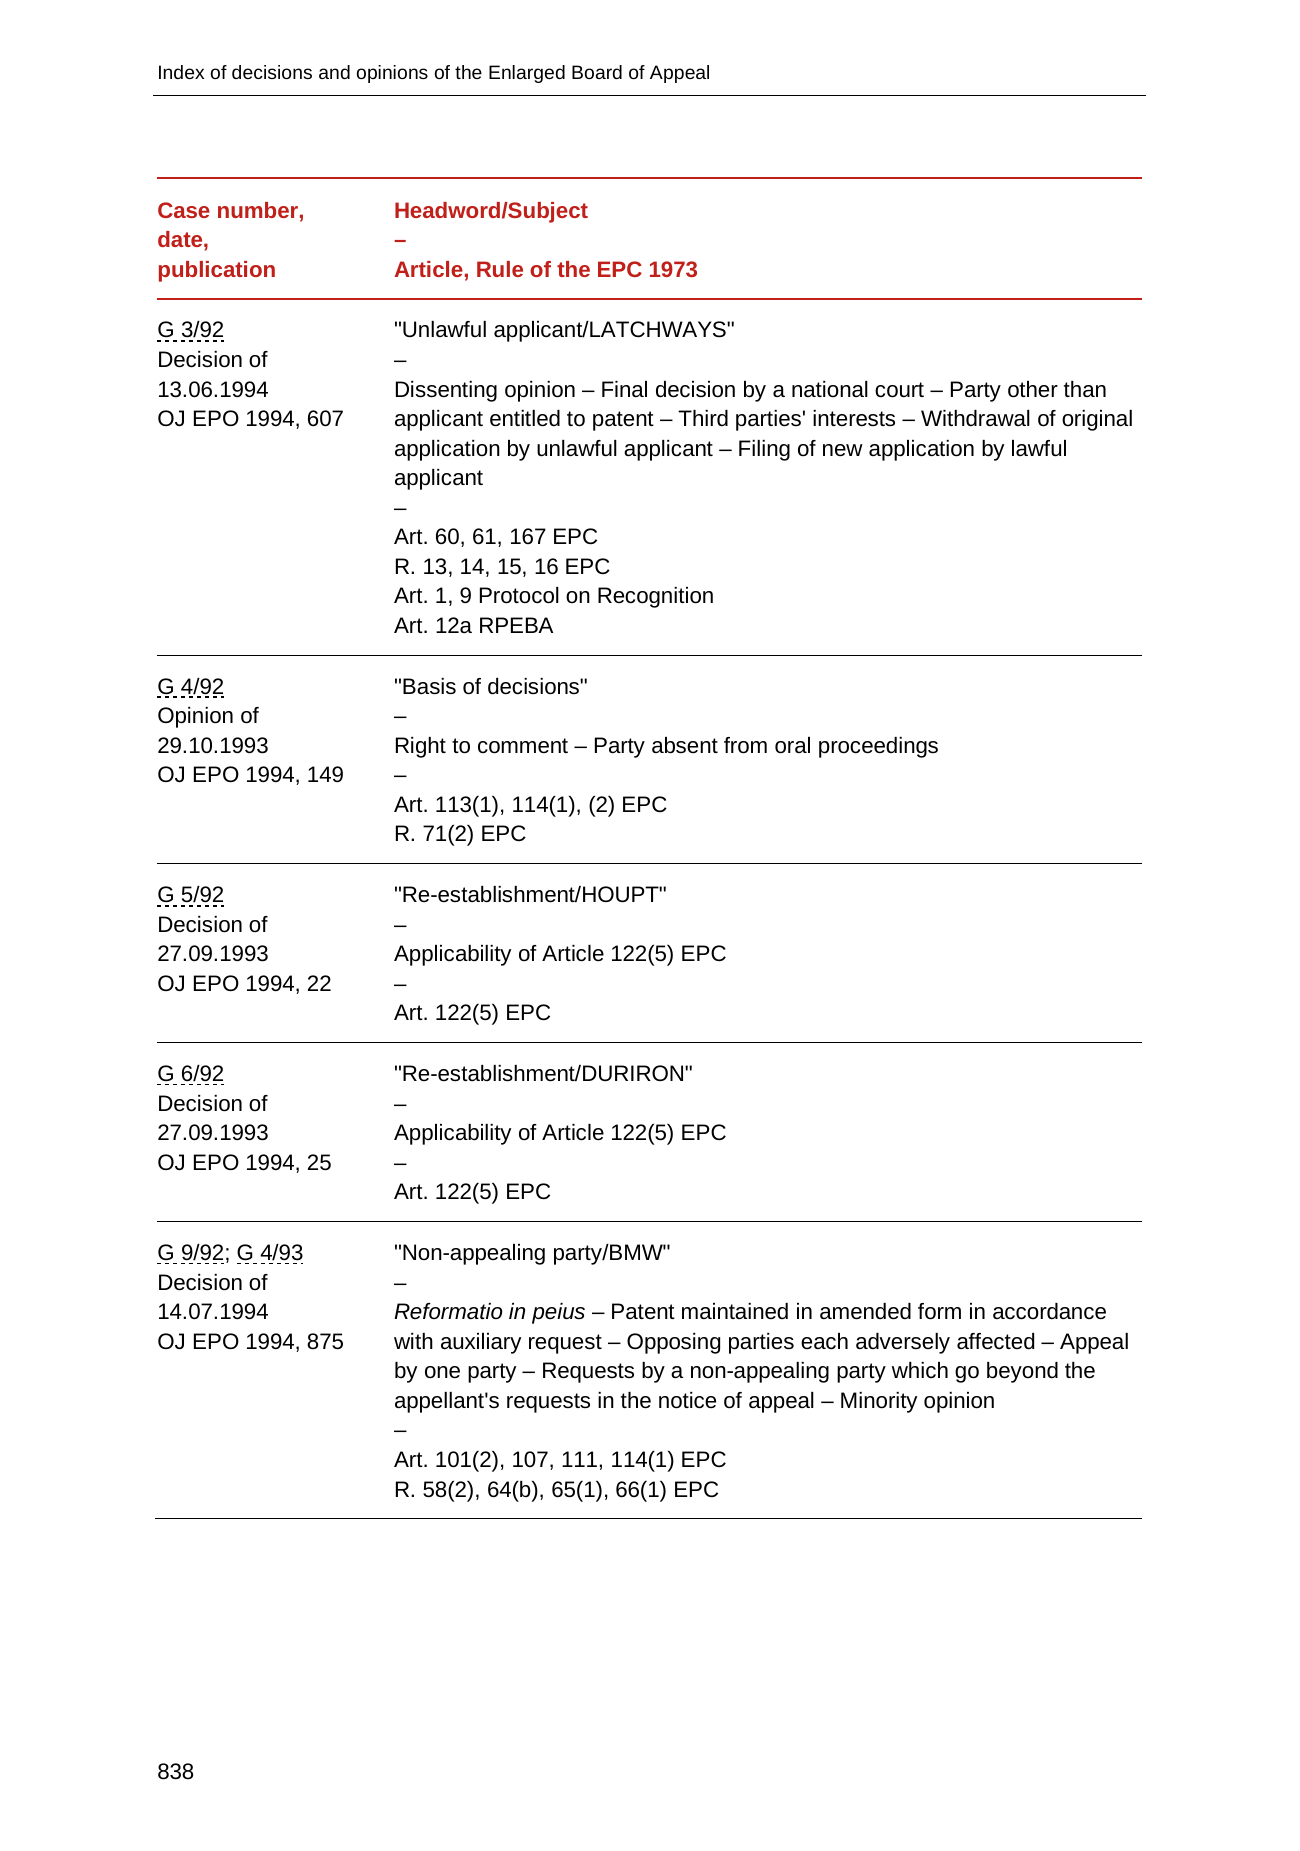 Index of decisions and opinions of the Enlarged Board of Appeal
Case number,
date,
publication
Headword/Subject
–
Article, Rule of the EPC 1973
G 3/92
Decision of
13.06.1994
OJ EPO 1994, 607
"Unlawful applicant/LATCHWAYS"
–
Dissenting opinion – Final decision by a national court – Party other than
applicant entitled to patent – Third parties' interests – Withdrawal of original
application by unlawful applicant – Filing of new application by lawful
applicant
–
Art. 60, 61, 167 EPC
R. 13, 14, 15, 16 EPC
Art. 1, 9 Protocol on Recognition
Art. 12a RPEBA
G 4/92
Opinion of
29.10.1993
OJ EPO 1994, 149
"Basis of decisions"
–
Right to comment – Party absent from oral proceedings
–
Art. 113(1), 114(1), (2) EPC
R. 71(2) EPC
G 5/92
Decision of
27.09.1993
OJ EPO 1994, 22
"Re-establishment/HOUPT"
–
Applicability of Article 122(5) EPC
–
Art. 122(5) EPC
G 6/92
Decision of
27.09.1993
OJ EPO 1994, 25
"Re-establishment/DURIRON"
–
Applicability of Article 122(5) EPC
–
Art. 122(5) EPC
G 9/92; G 4/93
Decision of
14.07.1994
OJ EPO 1994, 875
"Non-appealing party/BMW"
–
Reformatio in peius – Patent maintained in amended form in accordance
with auxiliary request – Opposing parties each adversely affected – Appeal
by one party – Requests by a non-appealing party which go beyond the
appellant's requests in the notice of appeal – Minority opinion
–
Art. 101(2), 107, 111, 114(1) EPC
R. 58(2), 64(b), 65(1), 66(1) EPC
838